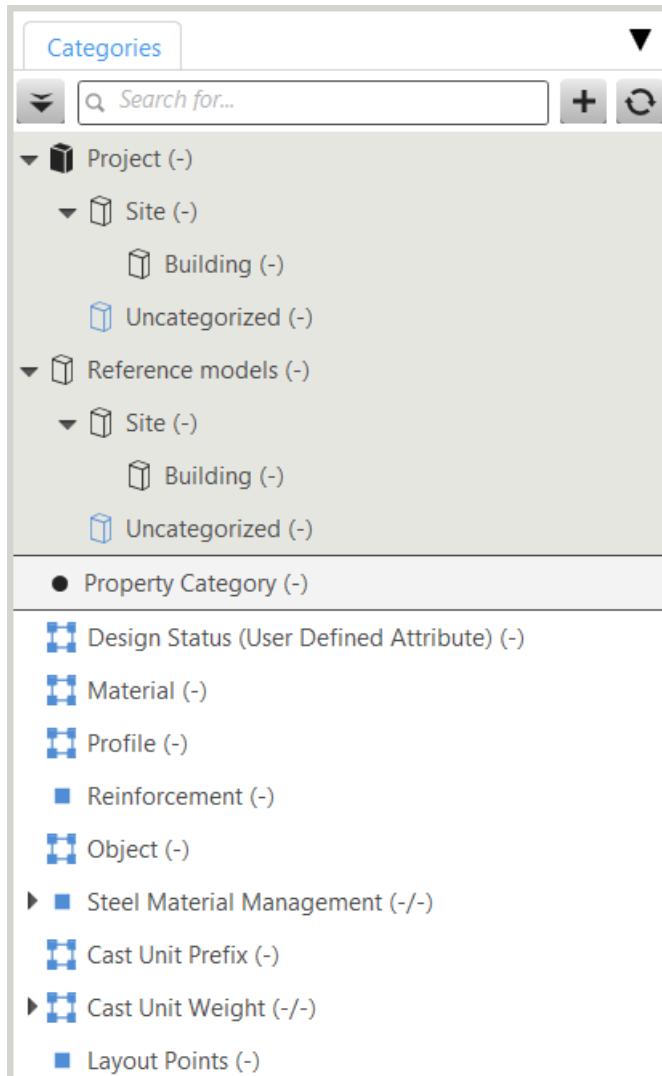 Categories
Search for...
Project (-)
Site (-)
Building (-)
Uncategorized (-)
Reference models (-)
Site (-)
Building (-)
Uncategorized (-)
Property Category (-)
Design Status (User Defined Attribute) (-)
Material (-)
Profile (-)
Reinforcement (-)
Object (-)
Steel Material Management (-/-)
Cast Unit Prefix (-)
Cast Unit Weight (-/-)
Layout Points (-)